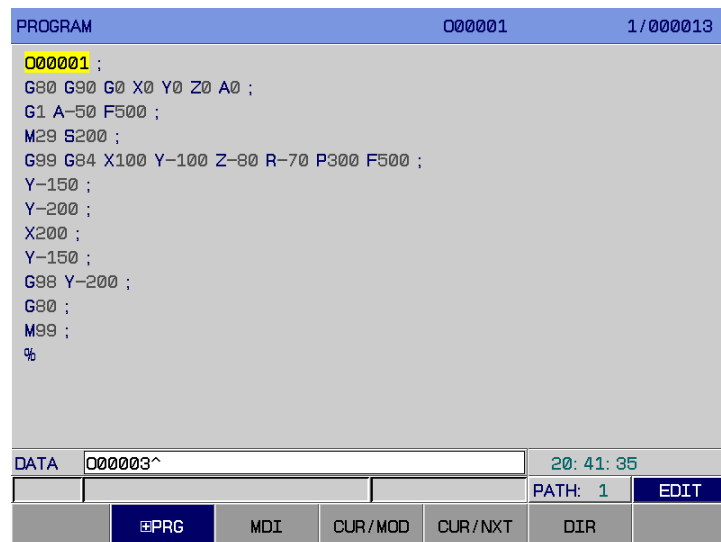 PROGRAM O00001 1/000013
O00001 ;
G80 G90 G0 X0 Y0 Z0 A0 ;
G1 A-50 F500 ;
M29 S200 ;
G99 G84 X100 Y-100 Z-80 R-70 P300 F500 ;
Y-150 ;
Y-200 ;
X200 ;
Y-150 ;
G98 Y-200 ;
G80 ;
M99 ;
%
DATA O00003^ 20:41:35
PATH: 1 EDIT
⊞PRG MDI CUR/MOD CUR/NXT DIR